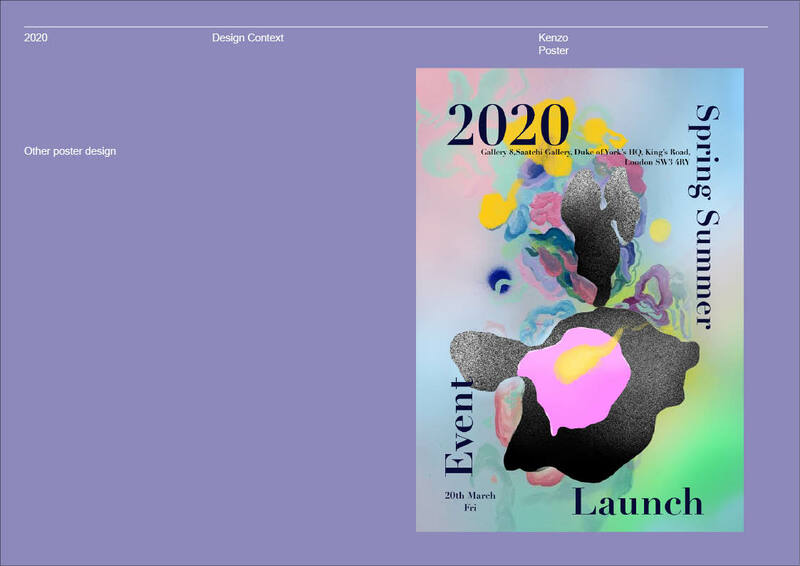 2020
Design Context
Kenzo
Poster
Other poster design
2020
Gallery 8,Saatchi Gallery, Duke of York's HQ, King's Road,
London SW3 4RY
Spring Summer
Event
20th March
Fri
Launch